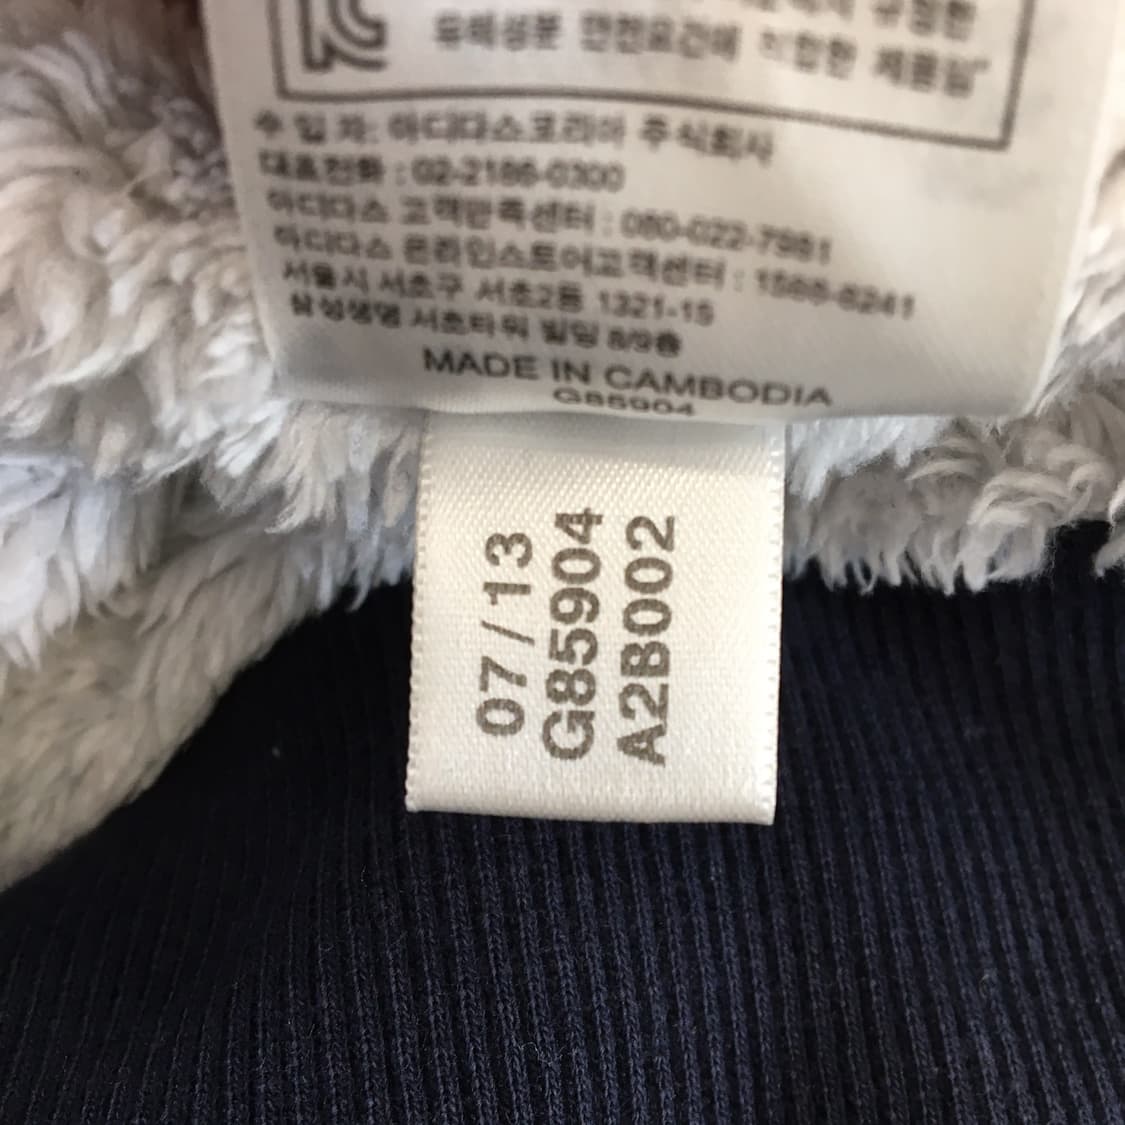 유해성분 안전요건에 적합한 제품임"
수 입 자: 아디다스코리아 주식회사
대표전화 : 02-2186-0300
아디다스 고객만족센터 : 080-022-7981
아디다스 온라인스토어고객센터 : 1566-6241
서울시 서초구 서초2동 1321-15
삼성생명 서초타워 빌딩 8/9층
MADE IN CAMBODIA
G85904
07/13
G85904
A2B002